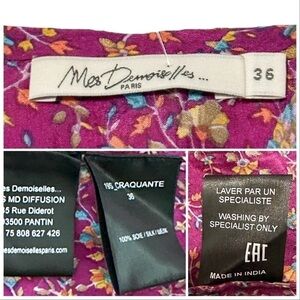 Mes Demoiselles...
PARIS
36
es Demoiselles...
S MD DIFFUSION
5 Rue Diderot
93500 PANTIN
75 808 627 426
esdemoisellesparis.com
CRAQUANTE
36
100% SOIE / SILK /
LAVER PAR UN
SPECIALISTE
WASHING BY
SPECIALIST ONLY
EAC
MADE IN INDIA